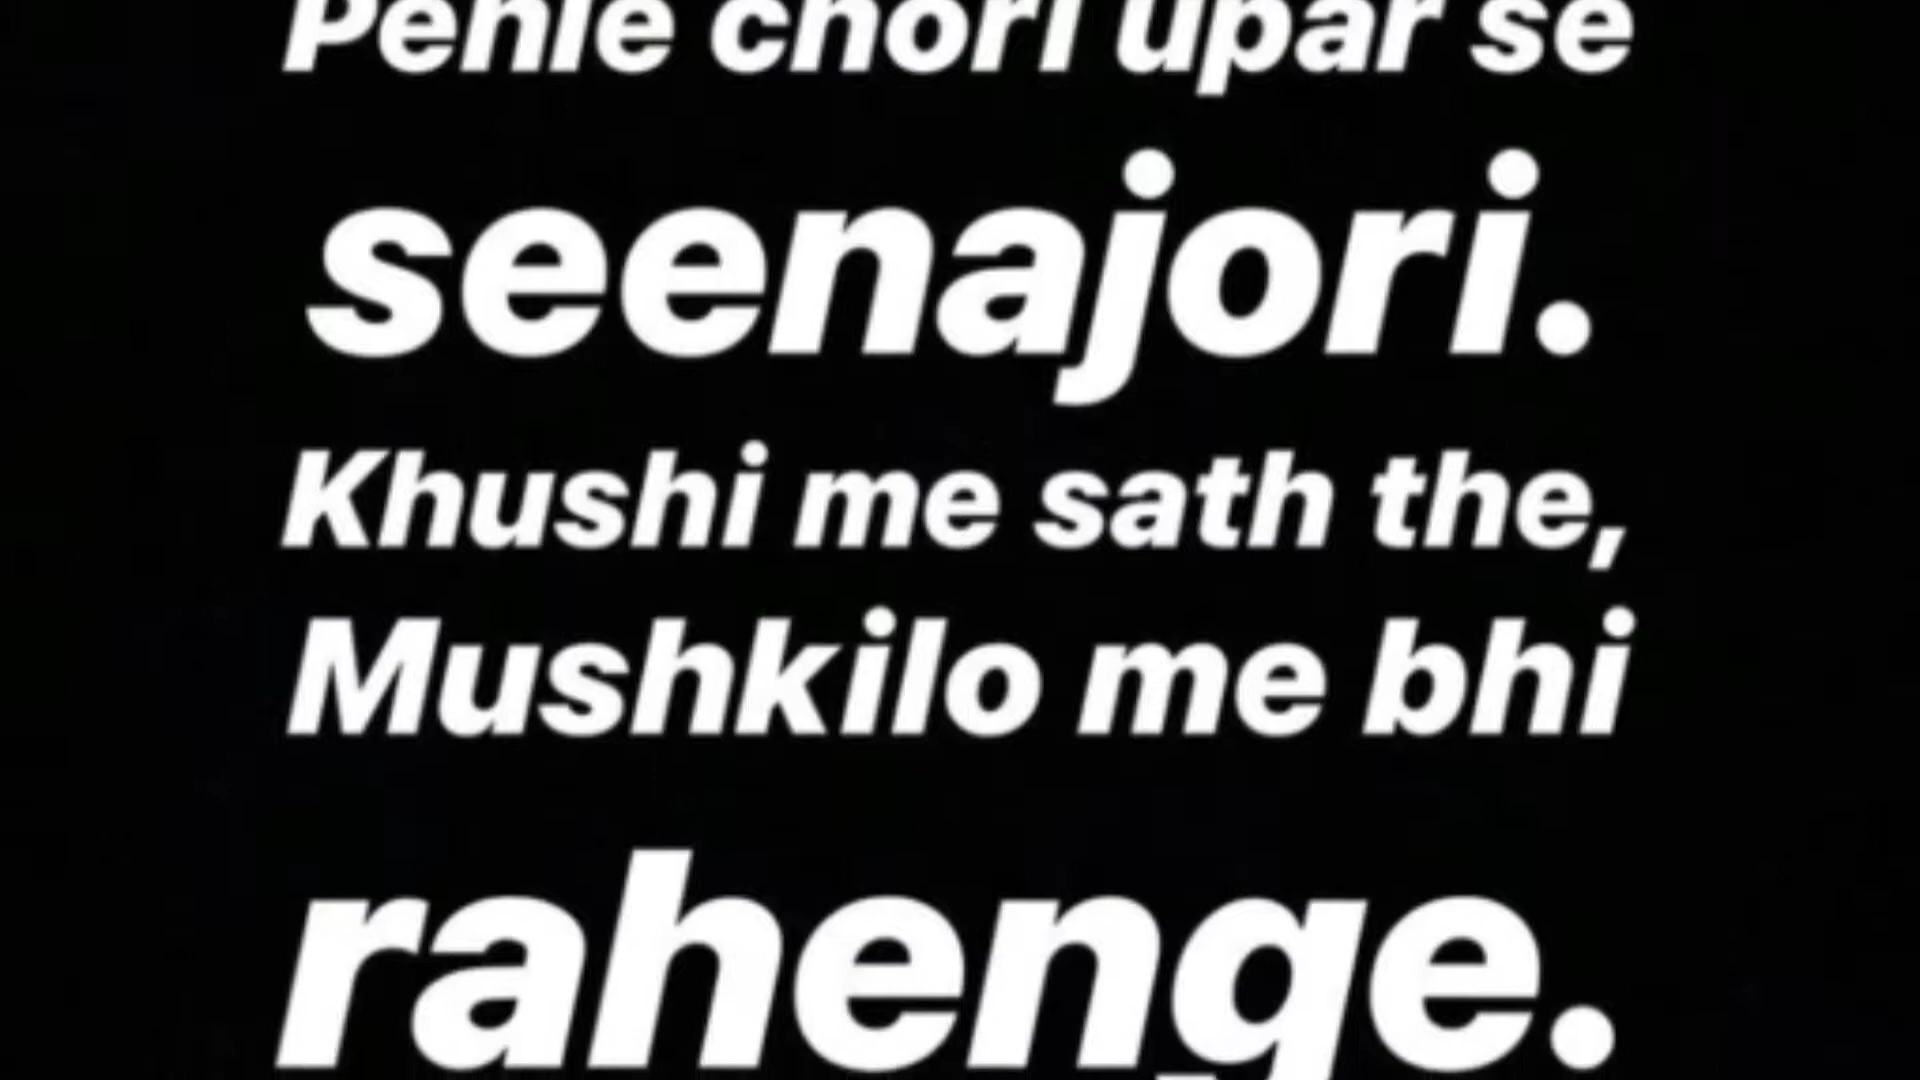 Pehle chori upar se
seenajori.
Khushi me sath the,
Mushkilo me bhi
rahenge.